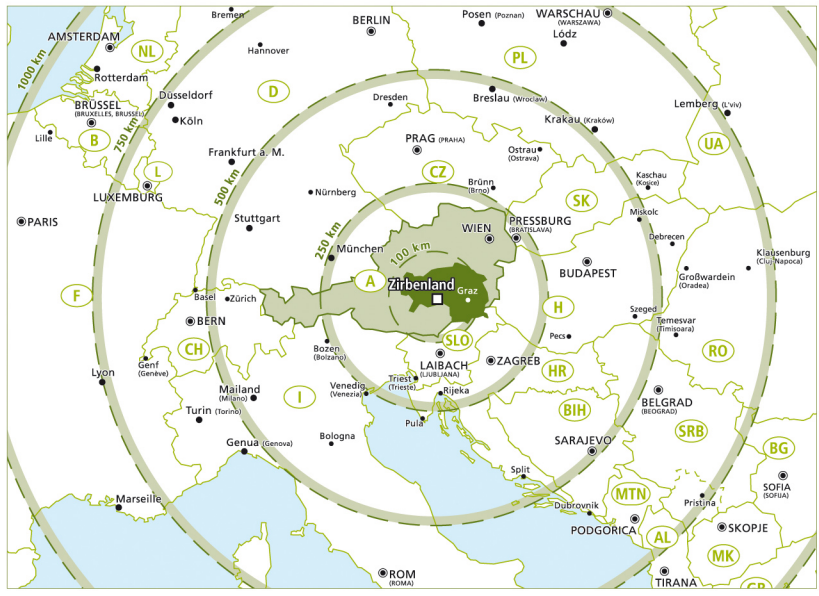 Bremen
BERLIN
Posen (Poznan)
WARSCHAU
(WARSZAWA)
AMSTERDAM
NL
Hannover
Lódz
PL
1000 km
Rotterdam
D
Dresden
Düsseldorf
BRÜSSEL
(BRUXELLES, BRUSSEL)
Breslau (Wroclaw)
Lemberg (L'viv)
750 km
Köln
Krakau (Kraków)
Lille
B
PRAG (PRAHA)
UA
Frankfurt a. M.
Ostrau
(Ostrava)
L
CZ
Kaschau
(Kosice)
LUXEMBURG
500 km
Nürnberg
Brünn
(Brno)
SK
PARIS
Stuttgart
WIEN
PRESSBURG
(BRATISLAVA)
Miskolc
250 km
München
100 km
Debrecen
Klausenburg
(Cluj-Napoca)
BUDAPEST
Großwardein
(Oradea)
A
Zirbenland
Graz
F
Basel
Zürich
H
BERN
Szeged
Temesvar
(Timisoara)
Pecs
CH
Bozen
(Bolzano)
SLO
RO
Genf
(Genève)
LAIBACH
(LJUBLJANA)
ZAGREB
HR
Lyon
Triest
(Trieste)
Mailand
(Milano)
Venedig
(Venezia)
Rijeka
I
BELGRAD
(BEOGRAD)
Turin (Torino)
BIH
Pula
SRB
Genua (Genova)
Bologna
SARAJEVO
BG
Split
SOFIA
(SOFIJA)
Marseille
MTN
Pristina
Dubrovnik
PODGORICA
SKOPJE
AL
MK
ROM
(ROMA)
TIRANA
GR